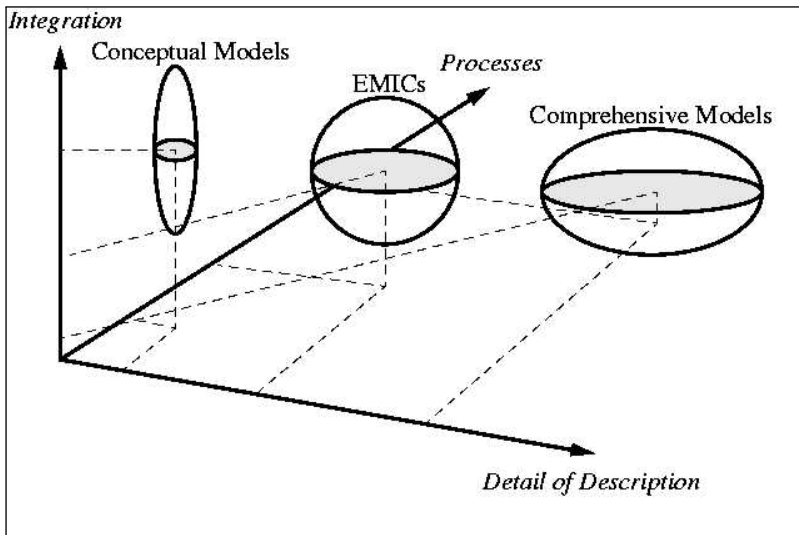 Integration
Conceptual Models
EMICs
Processes
Comprehensive Models
Detail of Description